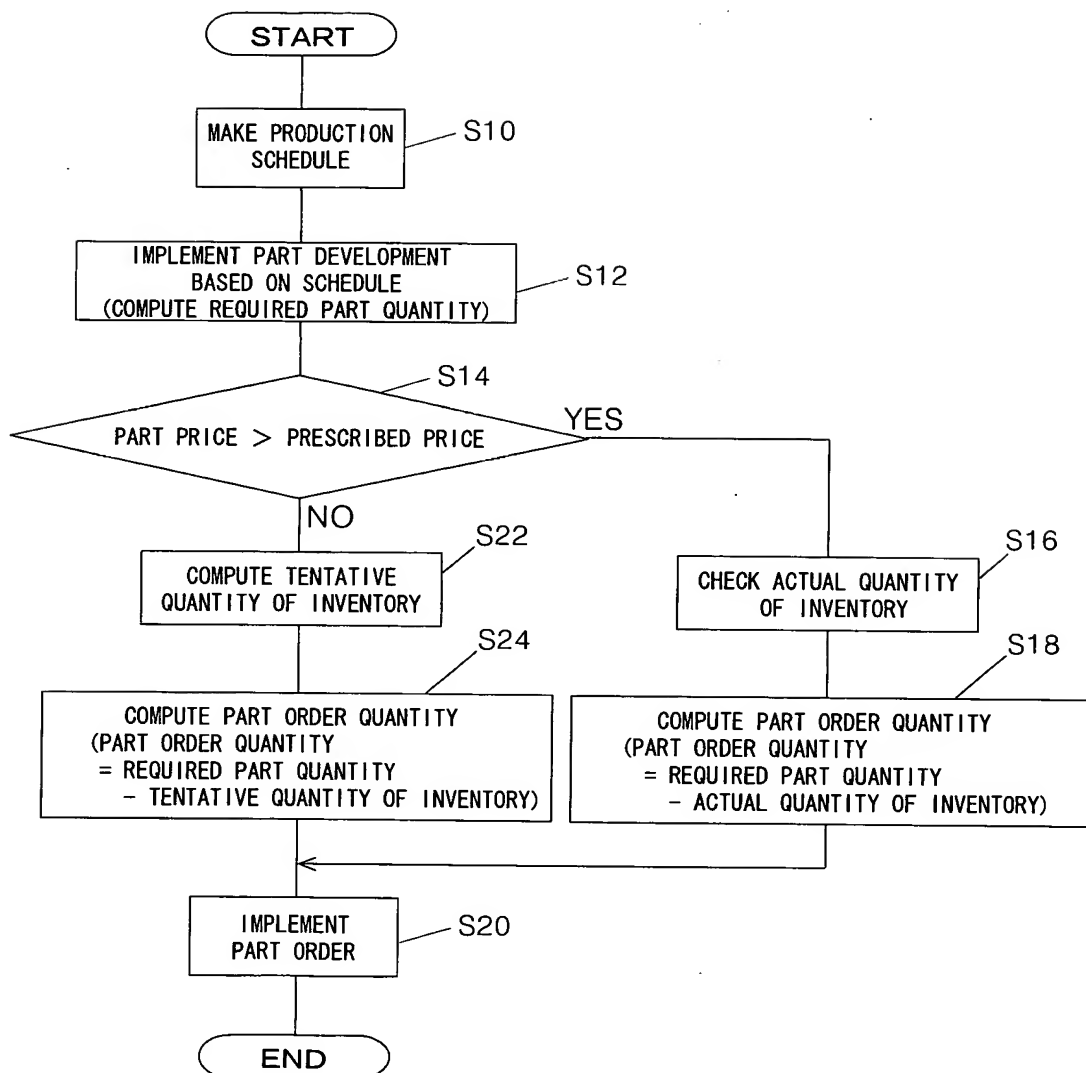 START
MAKE PRODUCTION
SCHEDULE
S10
IMPLEMENT PART DEVELOPMENT
BASED ON SCHEDULE
(COMPUTE REQUIRED PART QUANTITY)
S12
S14
PART PRICE > PRESCRIBED PRICE
YES
NO
S22
COMPUTE TENTATIVE
QUANTITY OF INVENTORY
S16
CHECK ACTUAL QUANTITY
OF INVENTORY
S24
COMPUTE PART ORDER QUANTITY
(PART ORDER QUANTITY
= REQUIRED PART QUANTITY
- TENTATIVE QUANTITY OF INVENTORY)
S18
COMPUTE PART ORDER QUANTITY
(PART ORDER QUANTITY
= REQUIRED PART QUANTITY
- ACTUAL QUANTITY OF INVENTORY)
IMPLEMENT
PART ORDER
S20
END